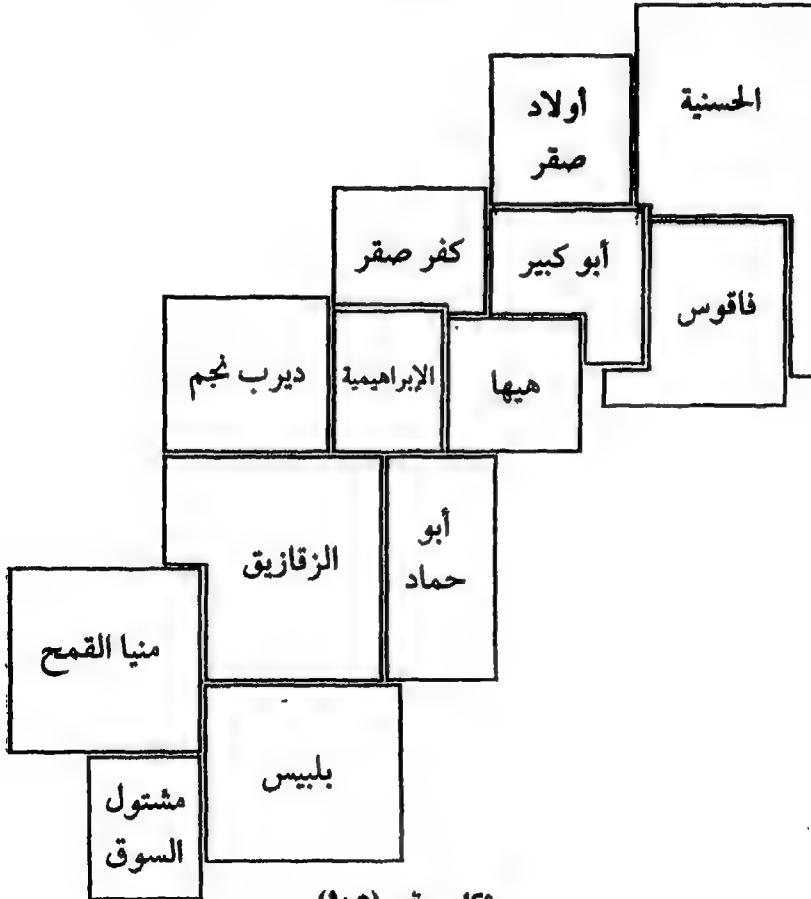 الحسنية
أولاد
صقر
كفر صقر
أبو كبير
فاقوس
ديرب نجم
الإبراهيمية
هيها
الزقازيق
أبو
حماد
منيا القمح
بلبيس
مشتول
السوق